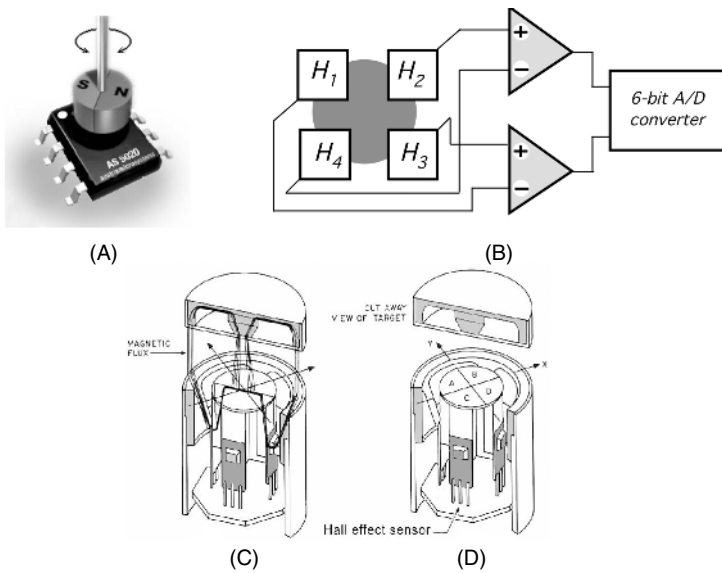 S N
AS 5020
austriamicrosystems
(A)
H1 H2
H4 H3
+
−
+
−
6-bit A/D
converter
(B)
MAGNETIC
FLUX
(C)
CUT AWAY
VIEW OF TARGET
Y
X
A B
C D
Hall effect sensor
(D)